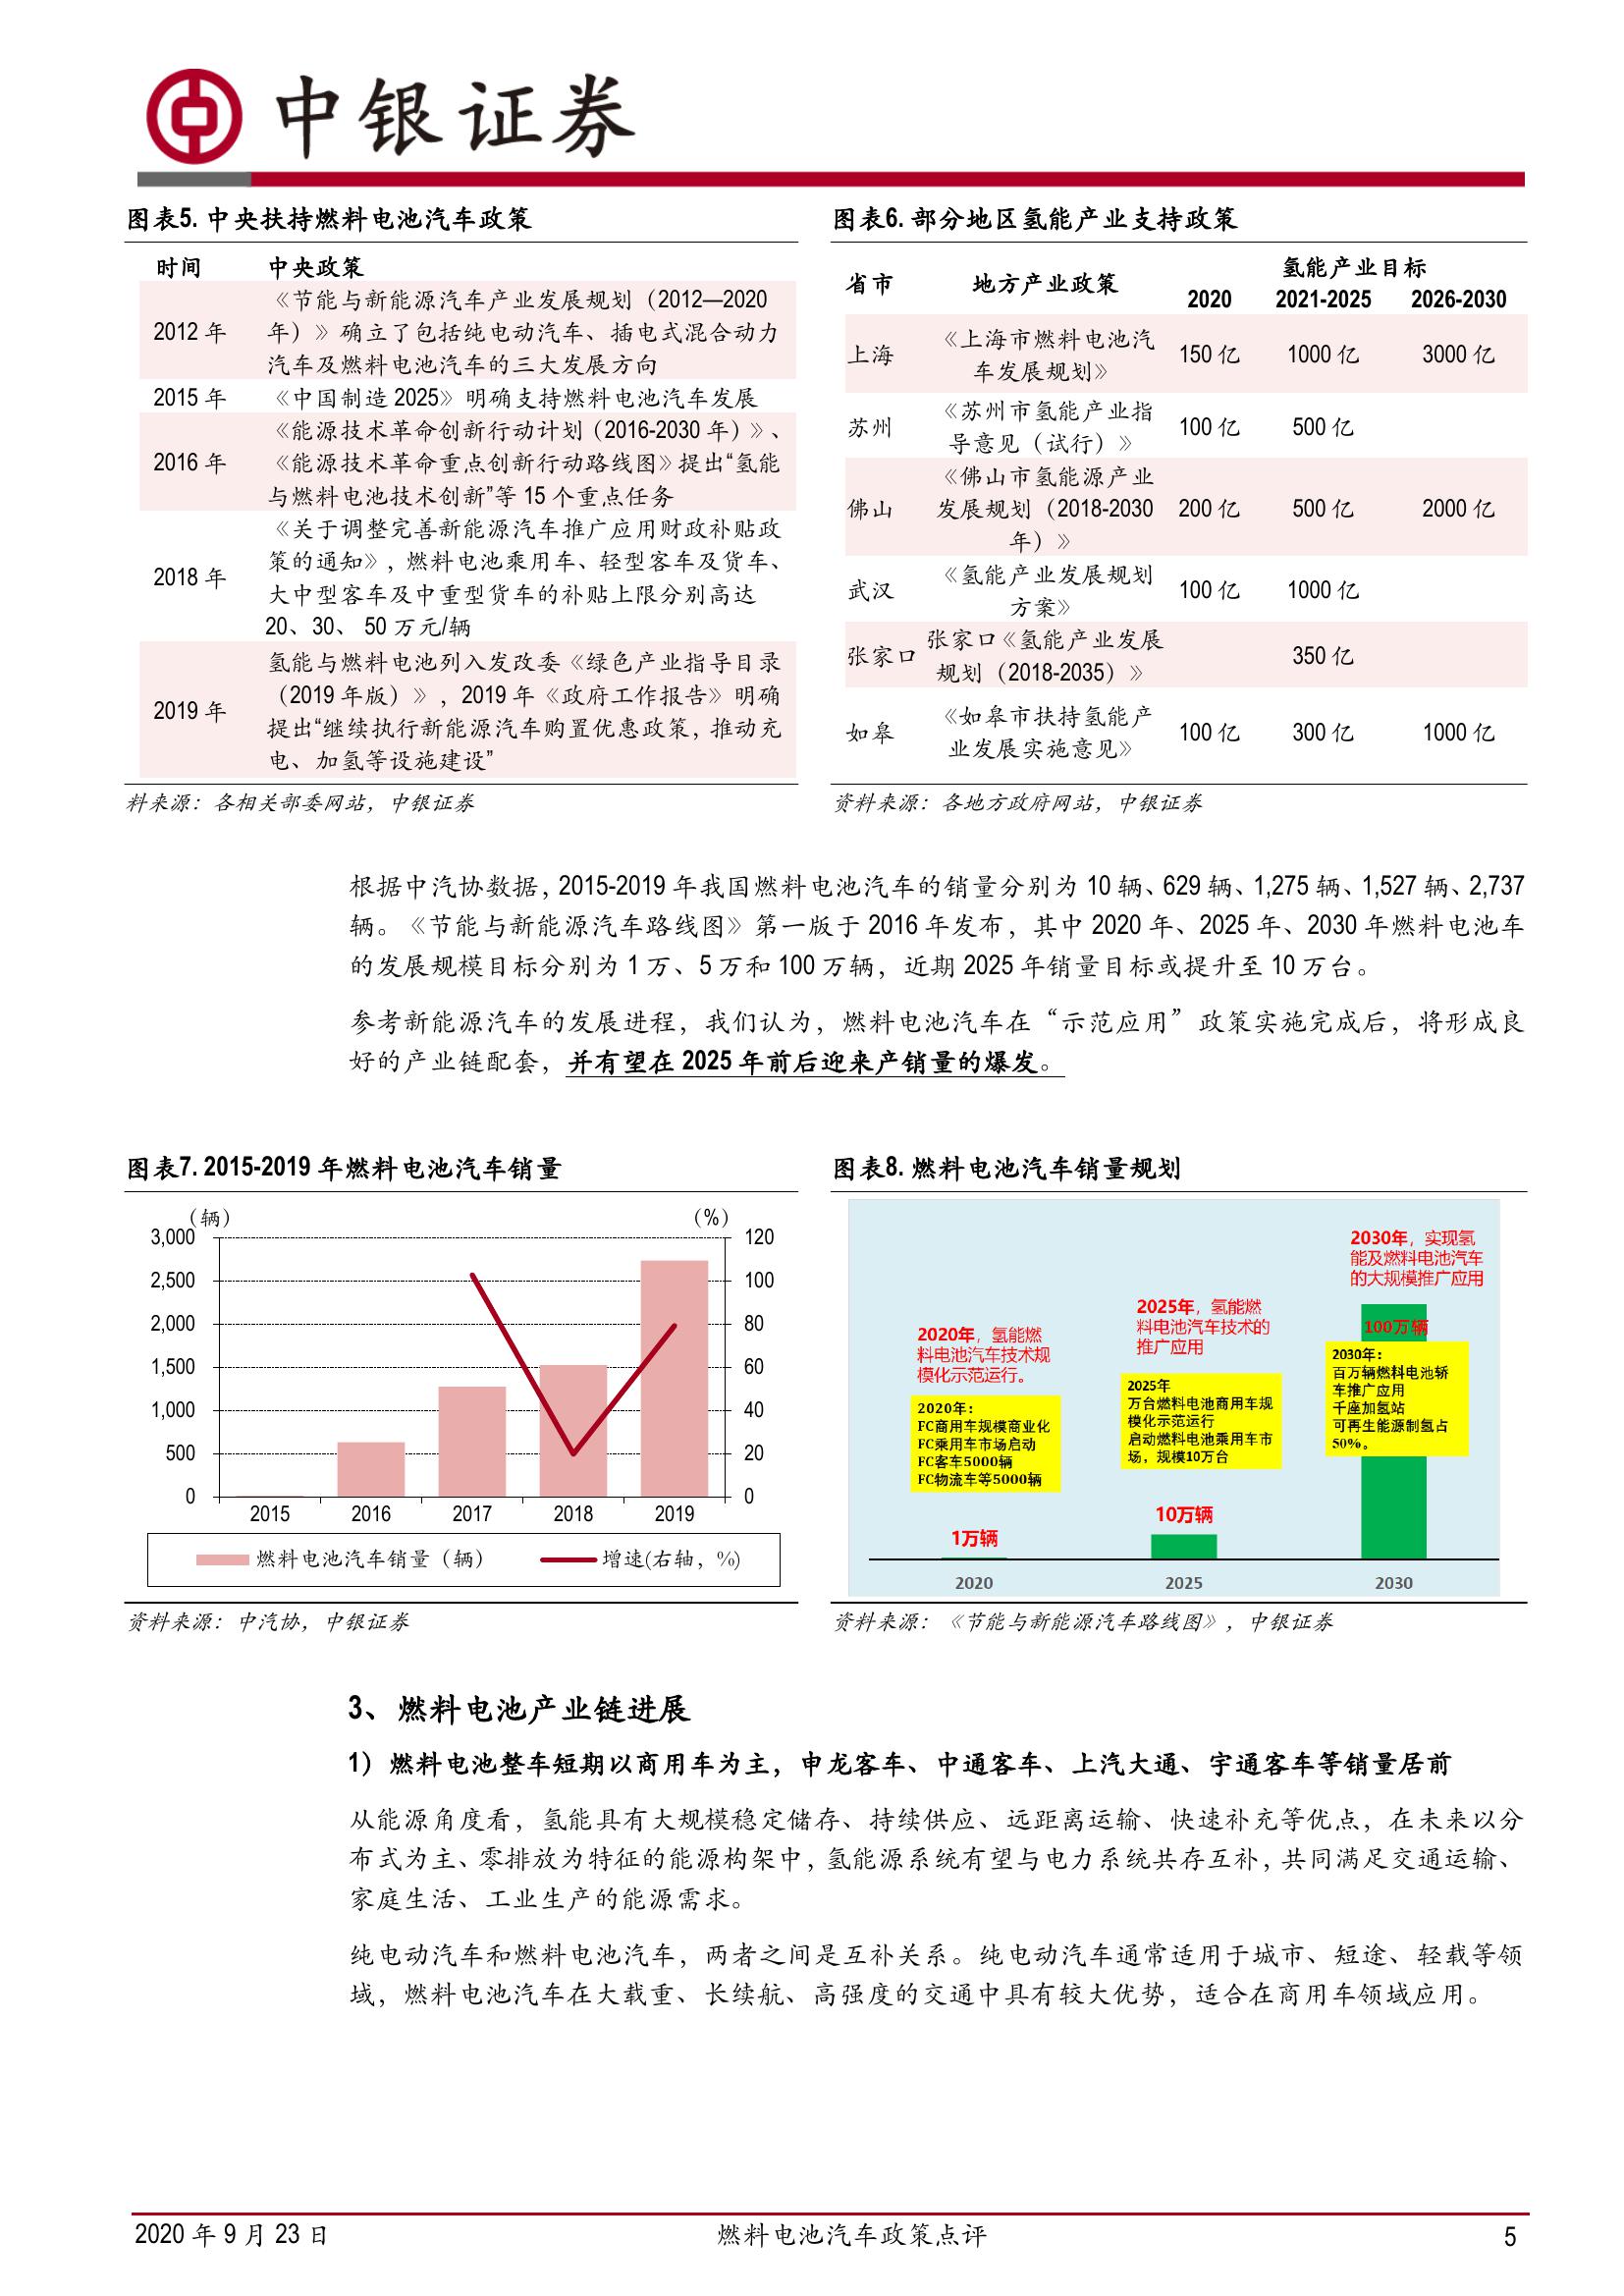 中银证券
图表5. 中央扶持燃料电池汽车政策
时间 中央政策
2012 年
《节能与新能源汽车产业发展规划（2012—2020
年）》确立了包括纯电动汽车、插电式混合动力
汽车及燃料电池汽车的三大发展方向
2015 年 《中国制造 2025》明确支持燃料电池汽车发展
2016 年
《能源技术革命创新行动计划（2016-2030 年）》、
《能源技术革命重点创新行动路线图》提出“氢能
与燃料电池技术创新”等 15 个重点任务
2018 年
《关于调整完善新能源汽车推广应用财政补贴政
策的通知》，燃料电池乘用车、轻型客车及货车、
大中型客车及中重型货车的补贴上限分别高达
20、30、 50 万元/辆
2019 年
氢能与燃料电池列入发改委《绿色产业指导目录
（2019 年版）》，2019 年《政府工作报告》明确
提出“继续执行新能源汽车购置优惠政策，推动充
电、加氢等设施建设”
料来源：各相关部委网站，中银证券
图表6. 部分地区氢能产业支持政策
省市 地方产业政策 氢能产业目标
2020 2021-2025 2026-2030
上海 《上海市燃料电池汽
车发展规划》 150 亿 1000 亿 3000 亿
苏州 《苏州市氢能产业指
导意见（试行）》 100 亿 500 亿
佛山 《佛山市氢能源产业
发展规划（2018-2030
年）》 200 亿 500 亿 2000 亿
武汉 《氢能产业发展规划
方案》 100 亿 1000 亿
张家口 张家口《氢能产业发展
规划（2018-2035）》 350 亿
如皋 《如皋市扶持氢能产
业发展实施意见》 100 亿 300 亿 1000 亿
资料来源：各地方政府网站，中银证券
根据中汽协数据，2015-2019 年我国燃料电池汽车的销量分别为 10 辆、629 辆、1,275 辆、1,527 辆、2,737
辆。《节能与新能源汽车路线图》第一版于 2016 年发布，其中 2020 年、2025 年、2030 年燃料电池车
的发展规模目标分别为 1 万、5 万和 100 万辆，近期 2025 年销量目标或提升至 10 万台。
参考新能源汽车的发展进程，我们认为，燃料电池汽车在“示范应用”政策实施完成后，将形成良
好的产业链配套，并有望在 2025 年前后迎来产销量的爆发。
图表7. 2015-2019 年燃料电池汽车销量
（辆） （%）
3,000 120
2,500 100
2,000 80
1,500 60
1,000 40
500 20
0 0
2015 2016 2017 2018 2019
燃料电池汽车销量（辆） 增速(右轴，%)
资料来源：中汽协，中银证券
图表8. 燃料电池汽车销量规划
2020年，氢能燃
料电池汽车技术规
模化示范运行。
2020年：
FC商用车规模商业化
FC乘用车市场启动
FC客车5000辆
FC物流车等5000辆
1万辆
2025年，氢能燃
料电池汽车技术的
推广应用
2025年
万台燃料电池商用车规
模化示范运行
启动燃料电池乘用车市
场，规模10万台
10万辆
2030年，实现氢
能及燃料电池汽车
的大规模推广应用
100万辆
2030年：
百万辆燃料电池轿
车推广应用
千座加氢站
可再生能源制氢占
50%。
2020 2025 2030
资料来源：《节能与新能源汽车路线图》，中银证券
3、燃料电池产业链进展
1）燃料电池整车短期以商用车为主，申龙客车、中通客车、上汽大通、宇通客车等销量居前
从能源角度看，氢能具有大规模稳定储存、持续供应、远距离运输、快速补充等优点，在未来以分
布式为主、零排放为特征的能源构架中，氢能源系统有望与电力系统共存互补，共同满足交通运输、
家庭生活、工业生产的能源需求。
纯电动汽车和燃料电池汽车，两者之间是互补关系。纯电动汽车通常适用于城市、短途、轻载等领
域，燃料电池汽车在大载重、长续航、高强度的交通中具有较大优势，适合在商用车领域应用。
2020 年 9 月 23 日 燃料电池汽车政策点评 5